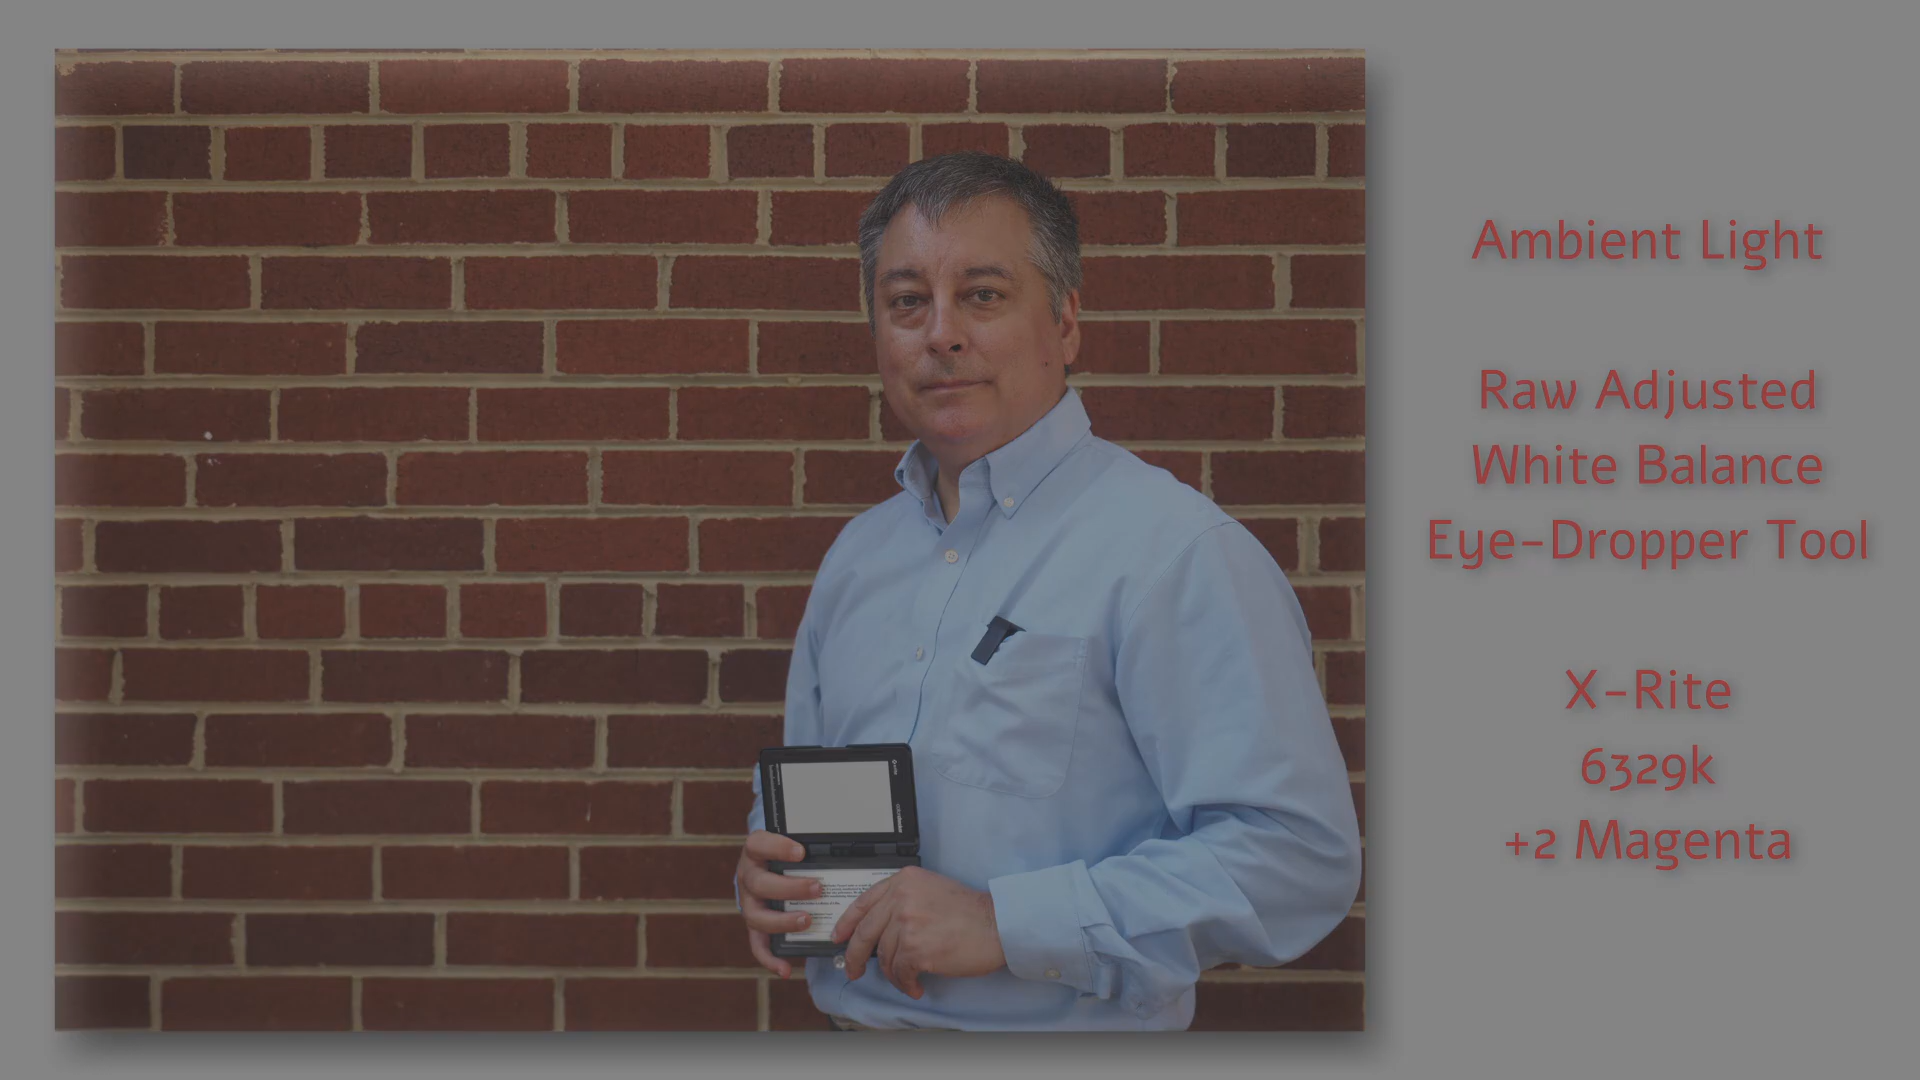 Ambient Light
Raw Adjusted
White Balance
Eye-Dropper Tool
X-Rite
6329k
+2 Magenta